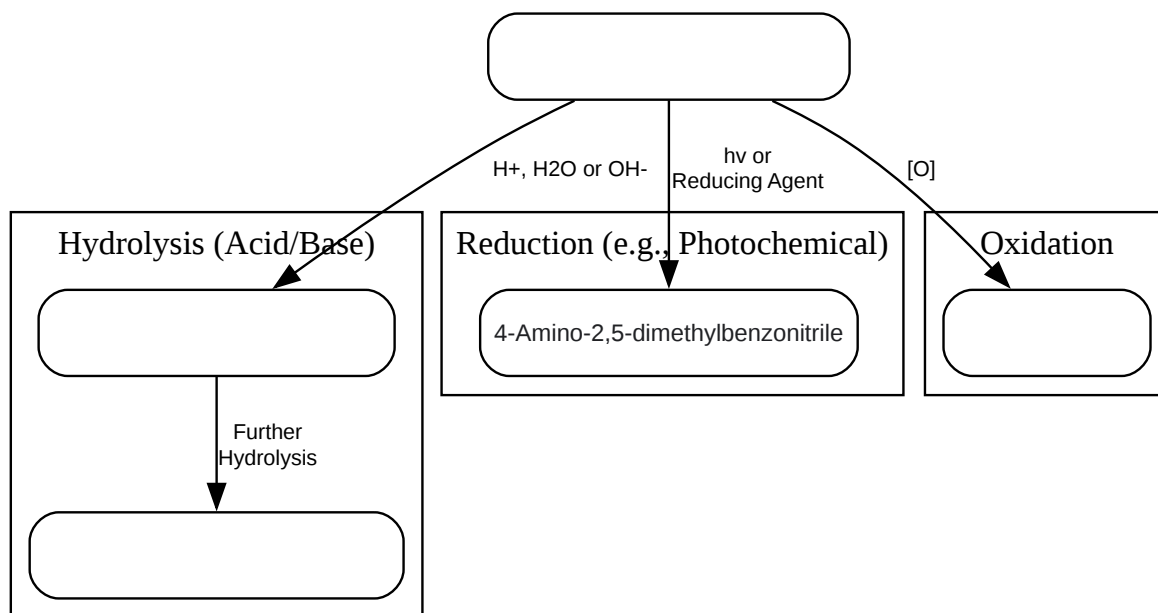 H+, H2O or OH-
hv or
Reducing Agent
[O]
Hydrolysis (Acid/Base)
Reduction (e.g., Photochemical)
Oxidation
4-Amino-2,5-dimethylbenzonitrile
Further
Hydrolysis